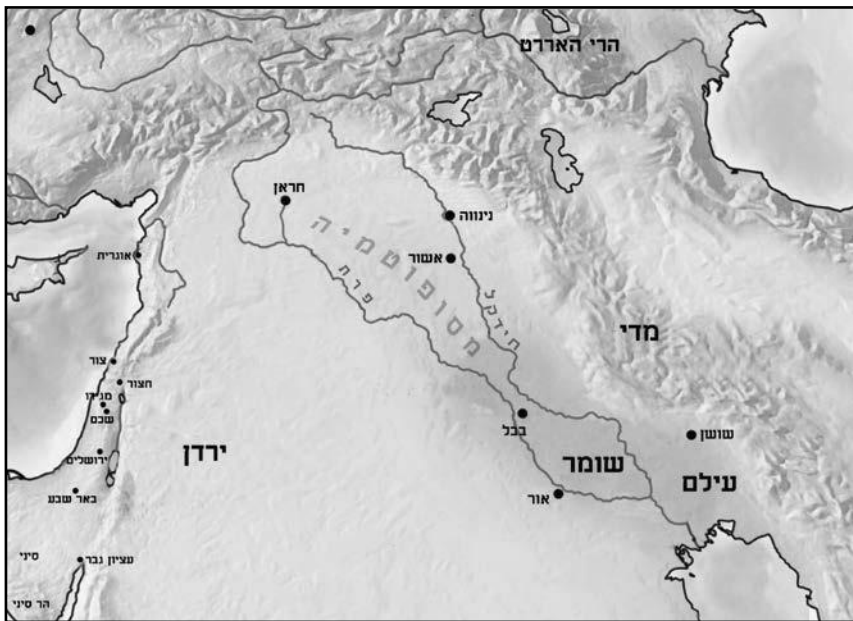 הרי האררט
חראן
נינווה
מסופוטמיה
אוגרית
אשור
פרת
חידקל
מדי
צור
חצור
מגידו
שכם
בבל
שושן
ירושלים
ירדן
שומר
עילם
באר שבע
אור
סיני
עציון גבר
הר סיני